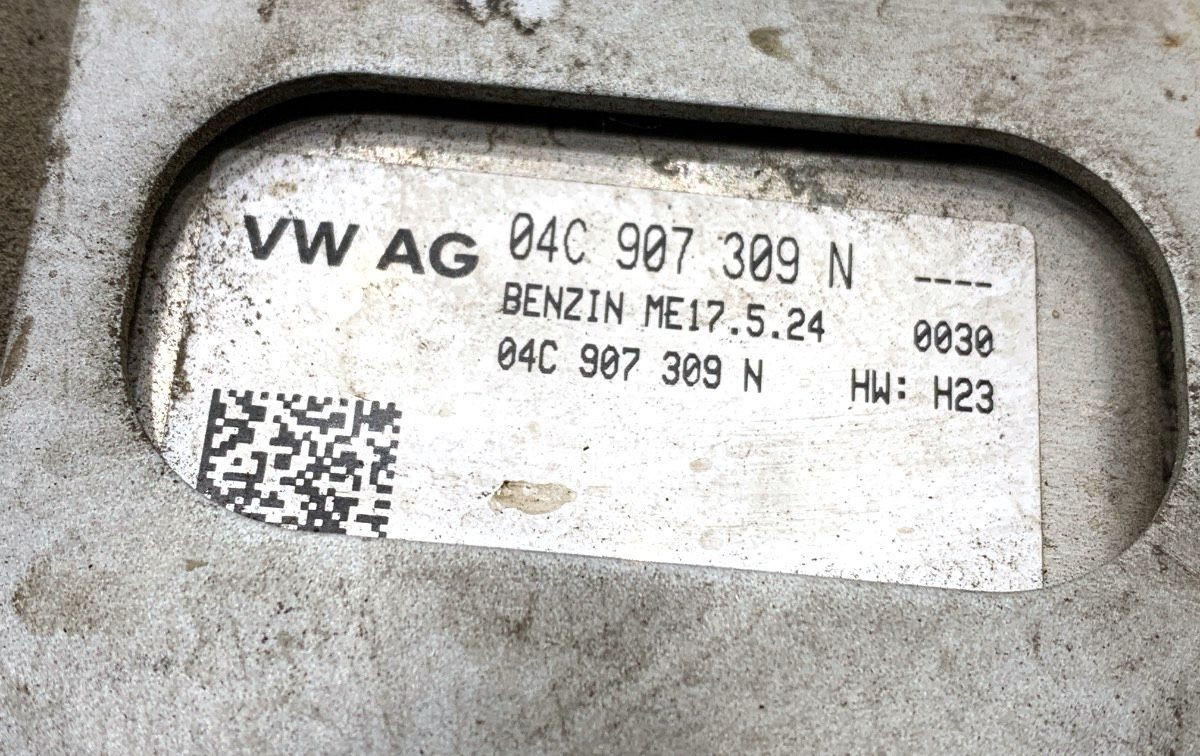 VW AG 04C 907 309 N ----
BENZIN ME17.5.24 0030
04C 907 309 N HW: H23